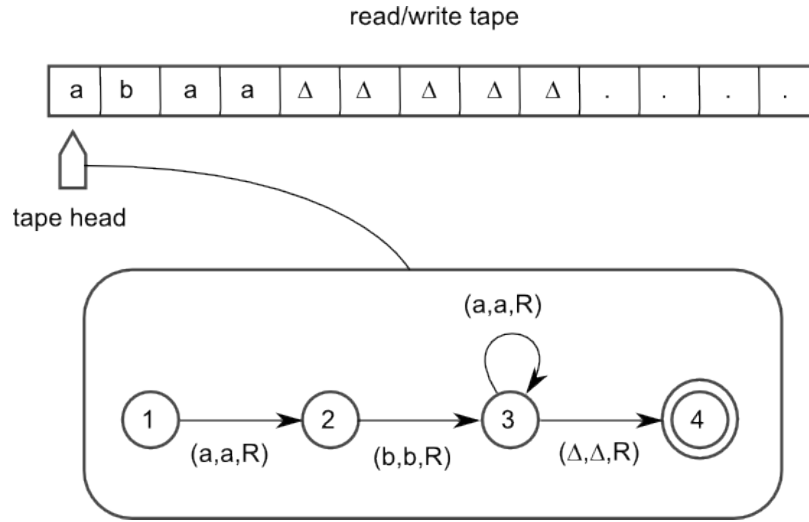 read/write tape
a b a a Δ Δ Δ Δ Δ . . . .
tape head
(a,a,R)
1 2 3 4
(a,a,R) (b,b,R) (Δ,Δ,R)